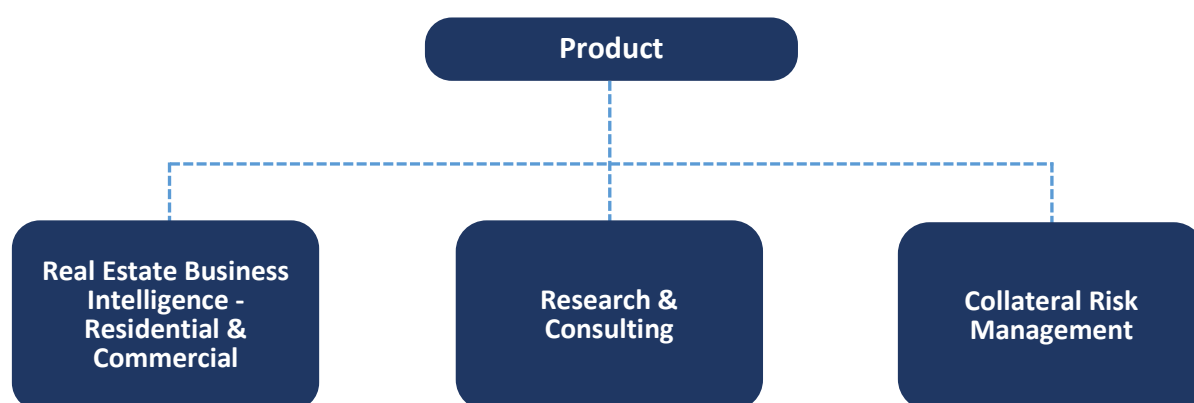 Product
Real Estate Business
Intelligence -
Residential &
Commercial
Research &
Consulting
Collateral Risk
Management